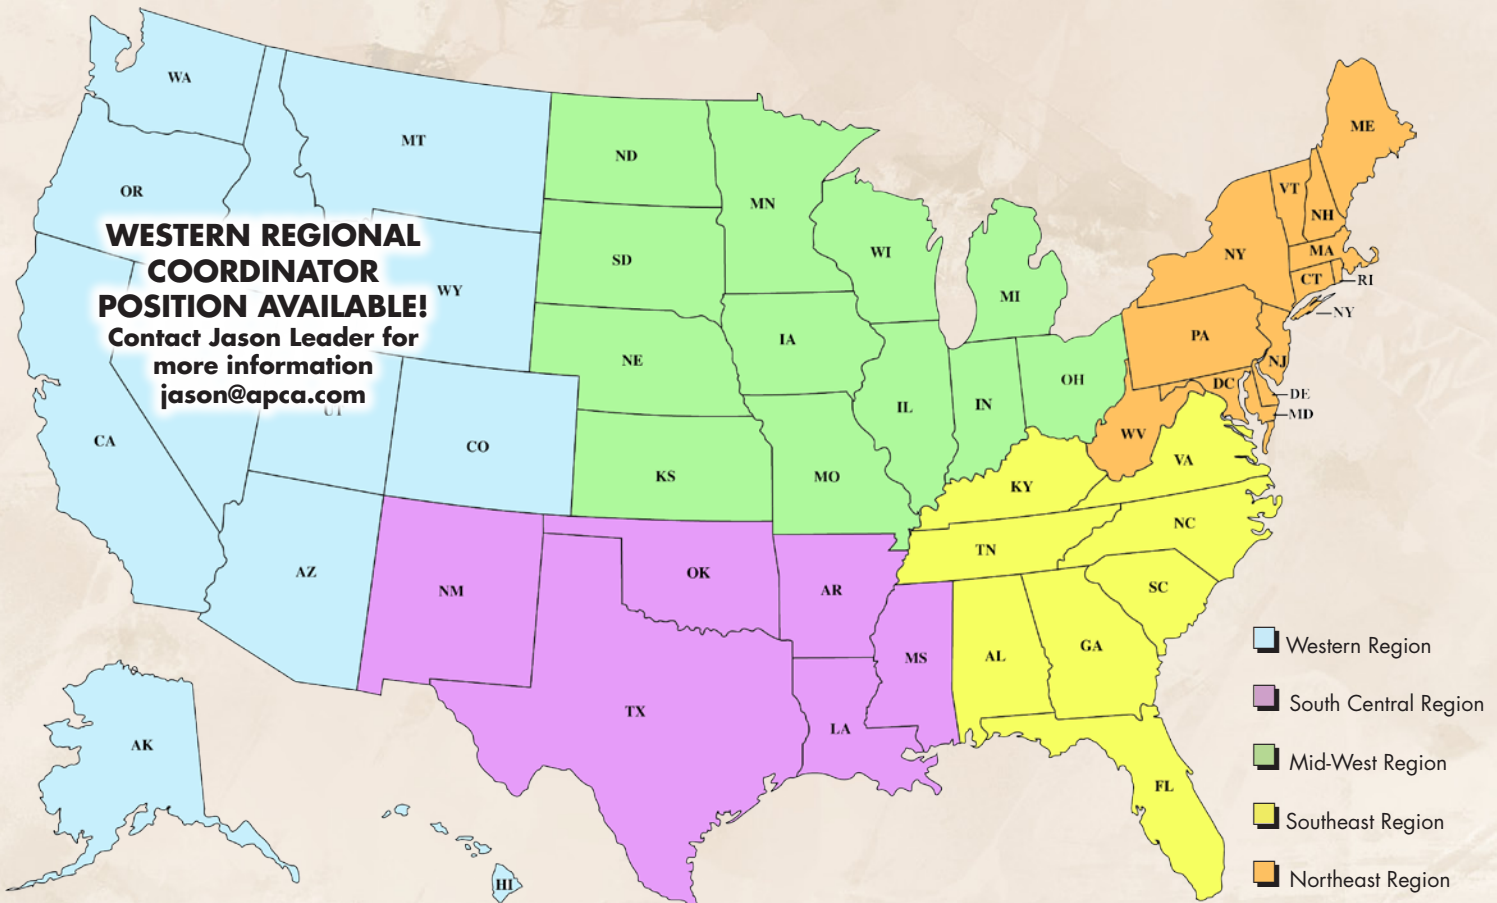 WA
MT
ND
ME
OR
MN
VT
NH
WESTERN REGIONAL
COORDINATOR
POSITION AVAILABLE!
Contact Jason Leader for
more information
jason@apca.com
WY
SD
WI
NY
MA
CT
RI
NY
MI
IA
PA
NE
NJ
OH
DC
DE
MD
UT
CA
CO
IL
IN
WV
KS
MO
KY
VA
NC
TN
AZ
NM
OK
AR
SC
MS
AL
GA
TX
LA
AK
FL
HI
Western Region
South Central Region
Mid-West Region
Southeast Region
Northeast Region